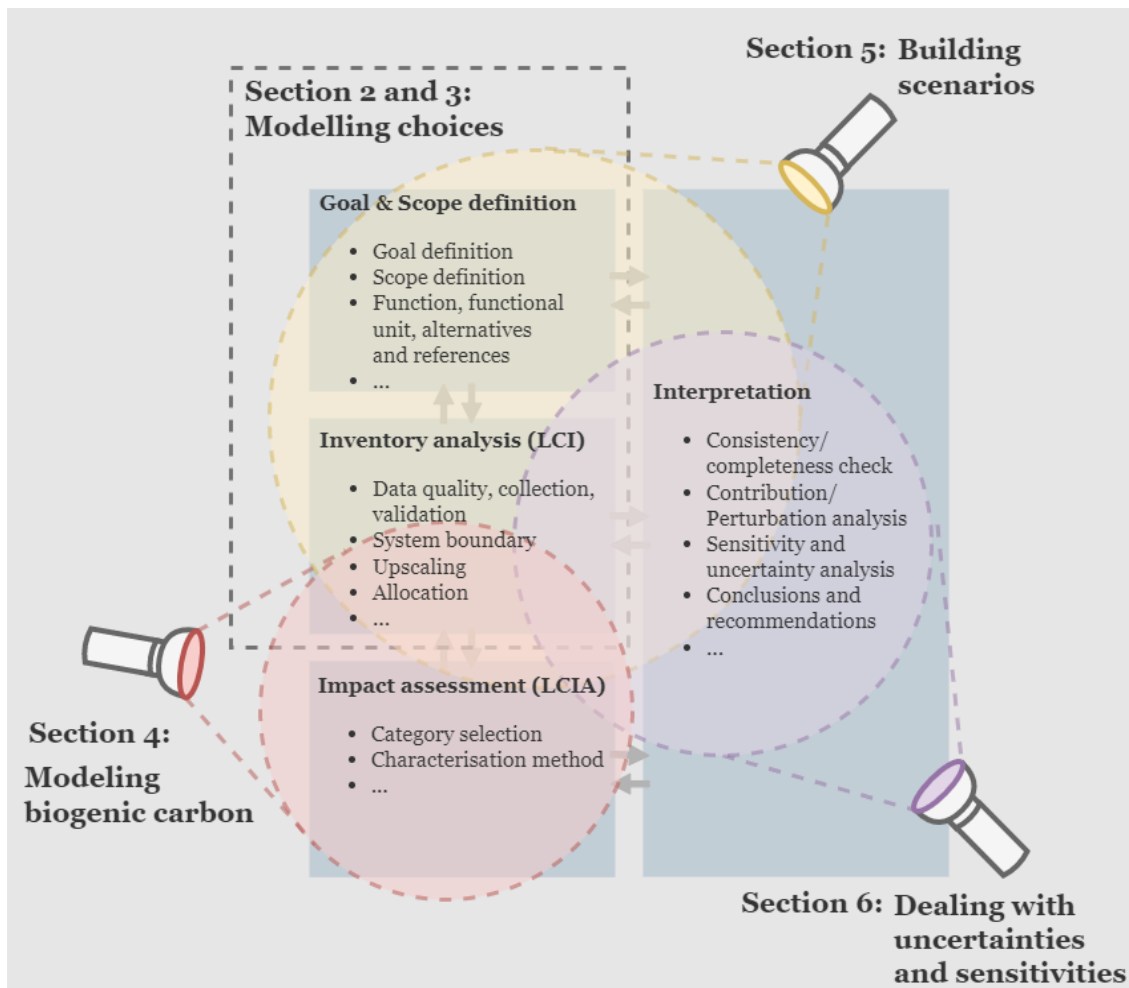 Section 5: Building
scenarios
Section 2 and 3:
Modelling choices
Goal & Scope definition
• Goal definition
• Scope definition
• Function, functional
unit, alternatives
and references
• ...
Inventory analysis (LCI)
• Data quality, collection,
validation
• System boundary
• Upscaling
• Allocation
• ...
Impact assessment (LCIA)
• Category selection
• Characterisation method
• ...
Interpretation
• Consistency/
completeness check
• Contribution/
Perturbation analysis
• Sensitivity and
uncertainty analysis
• Conclusions and
recommendations
• ...
Section 4:
Modeling
biogenic carbon
Section 6: Dealing with
uncertainties
and sensitivities